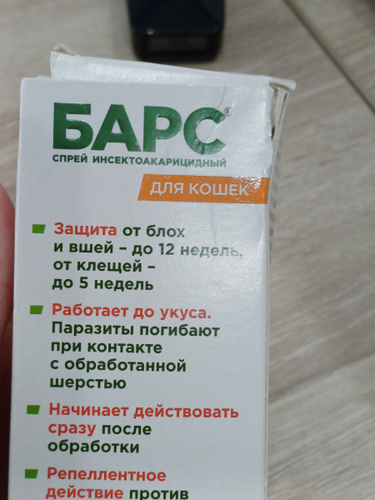 БАРС®
СПРЕЙ ИНСЕКТОАКАРИЦИДНЫЙ
ДЛЯ КОШЕК
Защита от блох
и вшей – до 12 недель,
от клещей –
до 5 недель
Работает до укуса.
Паразиты погибают
при контакте
с обработанной
шерстью
Начинает действовать
сразу после
обработки
Репеллентное
действие против